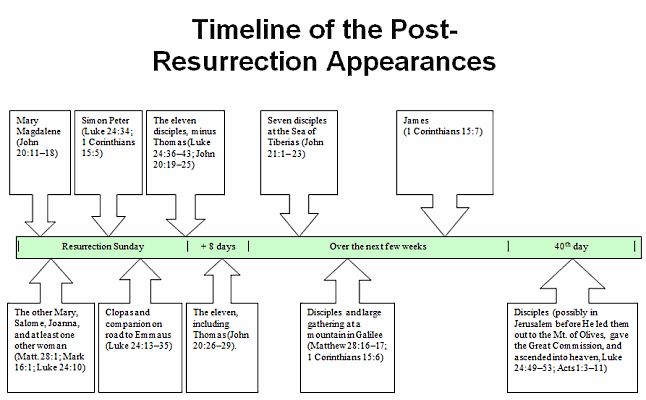 Timeline of the Post-
Resurrection Appearances
Mary
Magdalene
(John
20:11–18)
Simon Peter
(Luke 24:34;
1 Corinthians
15:5)
The eleven
disciples, minus
Thomas (Luke
24:36–43; John
20:19–25)
Seven disciples
at the Sea of
Tiberias (John
21:1–23)
James
(1 Corinthians 15:7)
Resurrection Sunday
+ 8 days
Over the next few weeks
40th day
The other Mary,
Salome, Joanna,
and at least one
other woman
(Matt. 28:1; Mark
16:1; Luke 24:10)
Clopas and
companion on
road to Emmaus
(Luke 24:13–35)
The eleven,
including
Thomas (John
20:26–29).
Disciples and large
gathering at a
mountain in Galilee
(Matthew 28:16–17;
1 Corinthians 15:6)
Disciples (possibly in
Jerusalem before He led them
out to the Mt. of Olives, gave
the Great Commission, and
ascended into heaven, Luke
24:49–53; Acts 1:3–11)